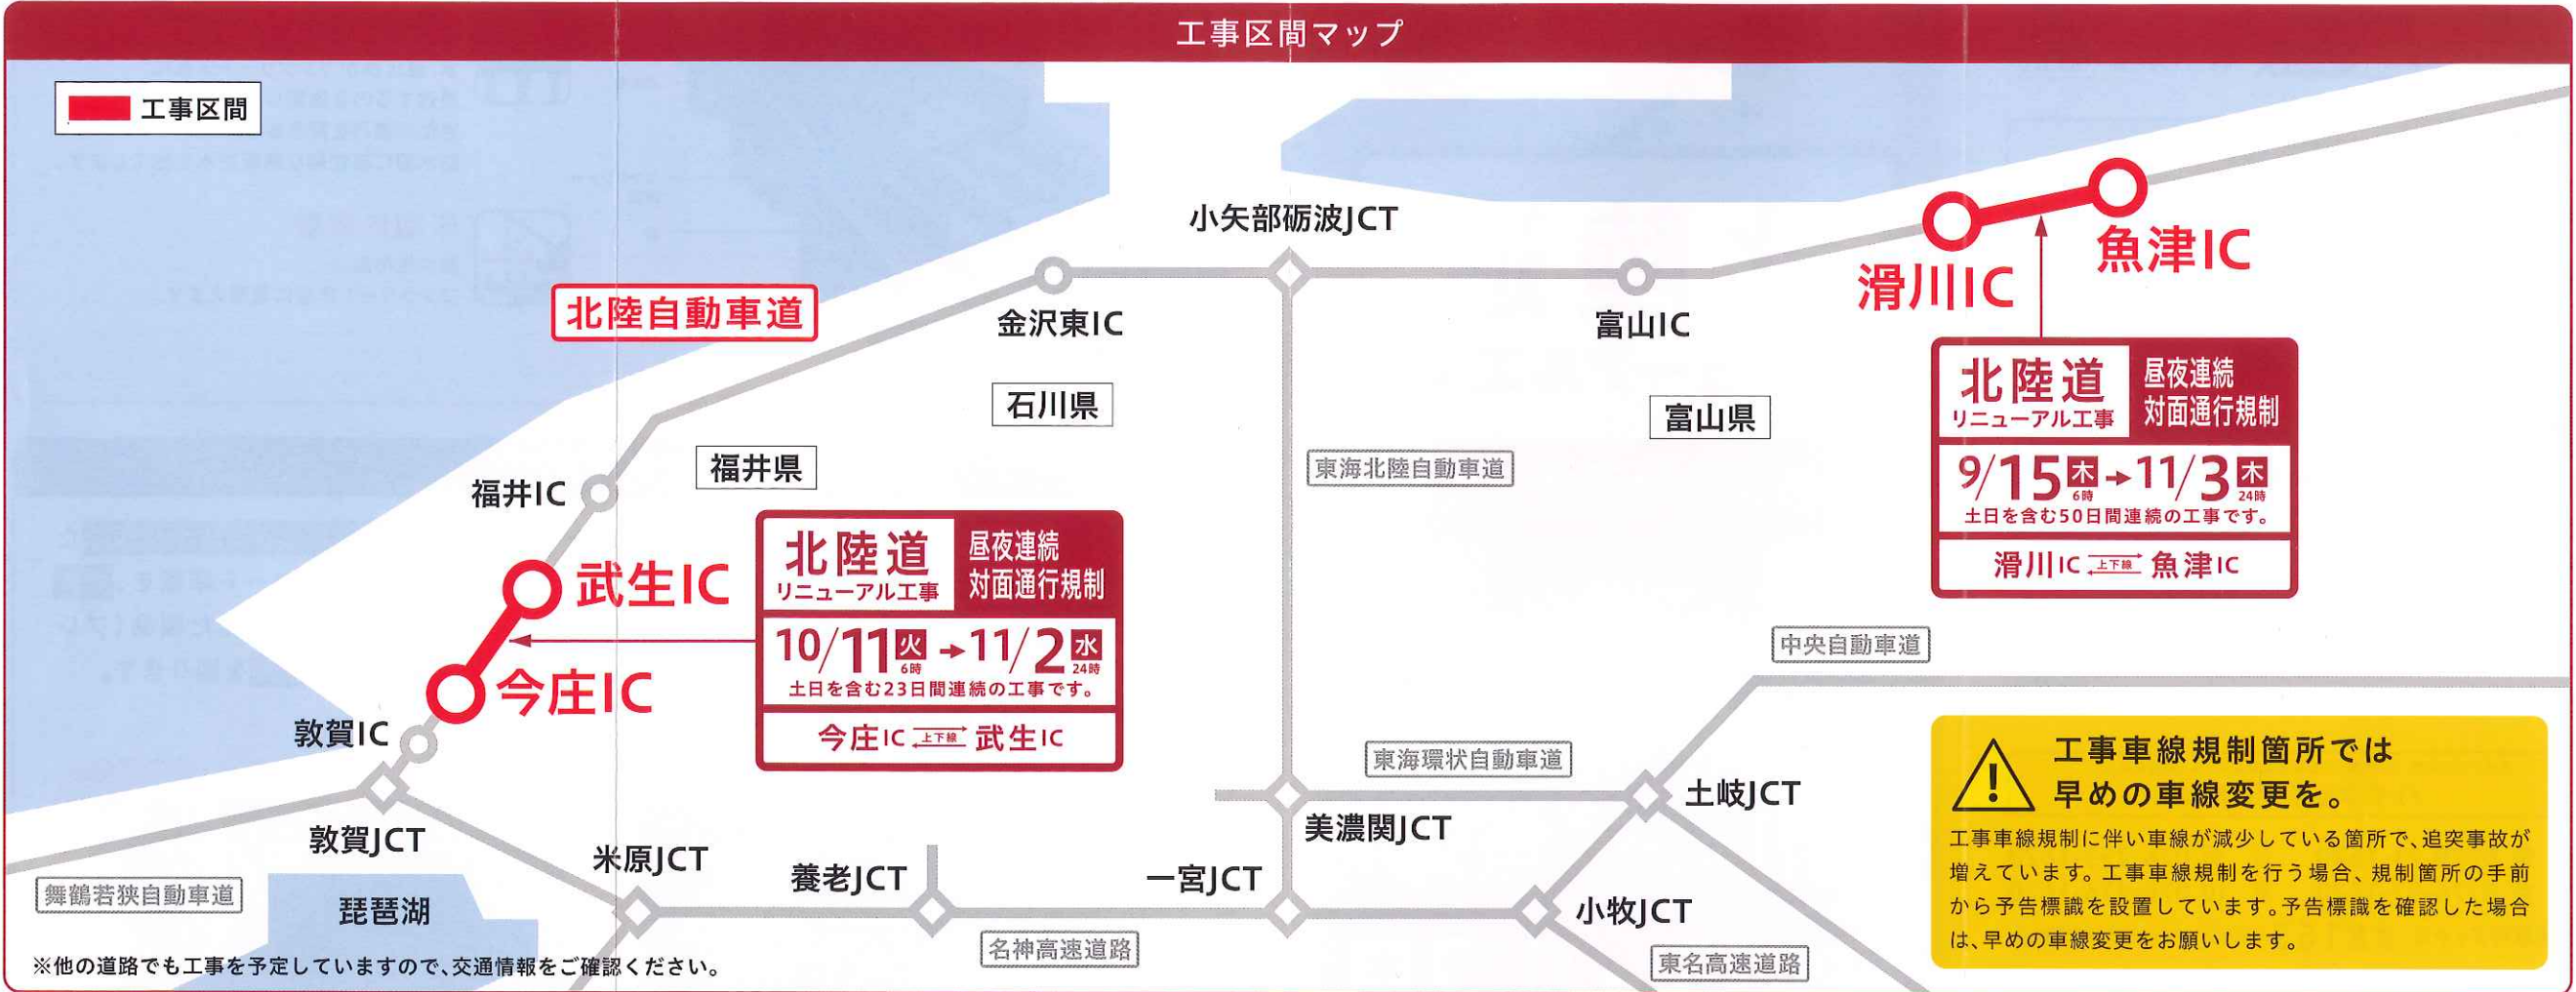 工事区間マップ
工事区間
北陸自動車道
小矢部砺波JCT
金沢東IC
富山IC
滑川IC
魚津IC
石川県
富山県
福井県
福井IC
東海北陸自動車道
北陸道
リニューアル工事
昼夜連続
対面通行規制
9/15木6時→11/3木24時
土日を含む50日間連続の工事です。
滑川IC 上下線 魚津IC
武生IC
今庄IC
北陸道
リニューアル工事
昼夜連続
対面通行規制
10/11火6時→11/2水24時
土日を含む23日間連続の工事です。
今庄IC 上下線 武生IC
中央自動車道
敦賀IC
敦賀JCT
東海環状自動車道
土岐JCT
美濃関JCT
米原JCT
養老JCT
一宮JCT
小牧JCT
舞鶴若狭自動車道
琵琶湖
名神高速道路
東名高速道路
※他の道路でも工事を予定していますので、交通情報をご確認ください。
工事車線規制箇所では
早めの車線変更を。
工事車線規制に伴い車線が減少している箇所で、追突事故が
増えています。工事車線規制を行う場合、規制箇所の手前
から予告標識を設置しています。予告標識を確認した場合
は、早めの車線変更をお願いします。